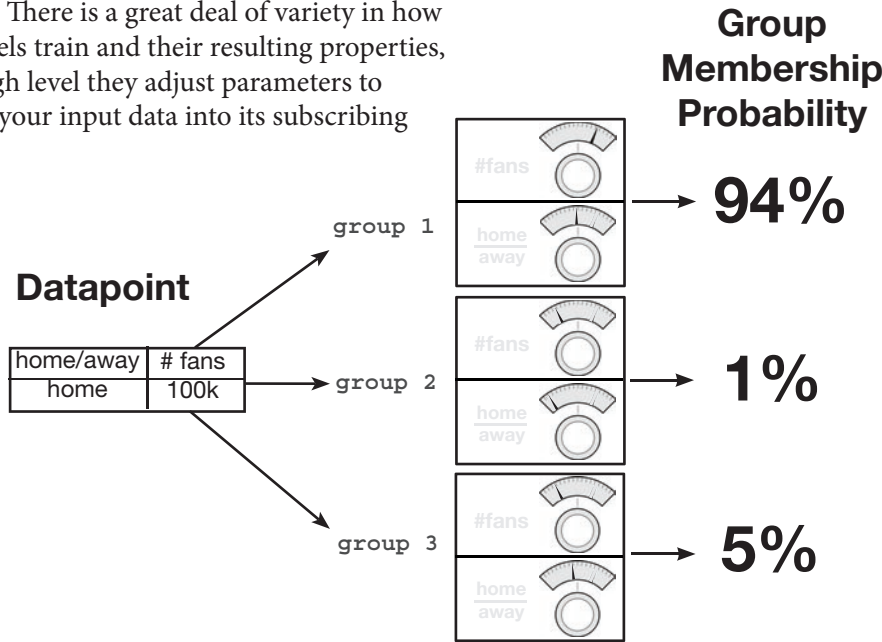 There is a great deal of variety in how
els train and their resulting properties,
gh level they adjust parameters to
your input data into its subscribing
Group
Membership
Probability
#fans
home
away
94%
group 1
Datapoint
home/away # fans
home 100k
group 2
#fans
home
away
1%
group 3
#fans
home
away
5%